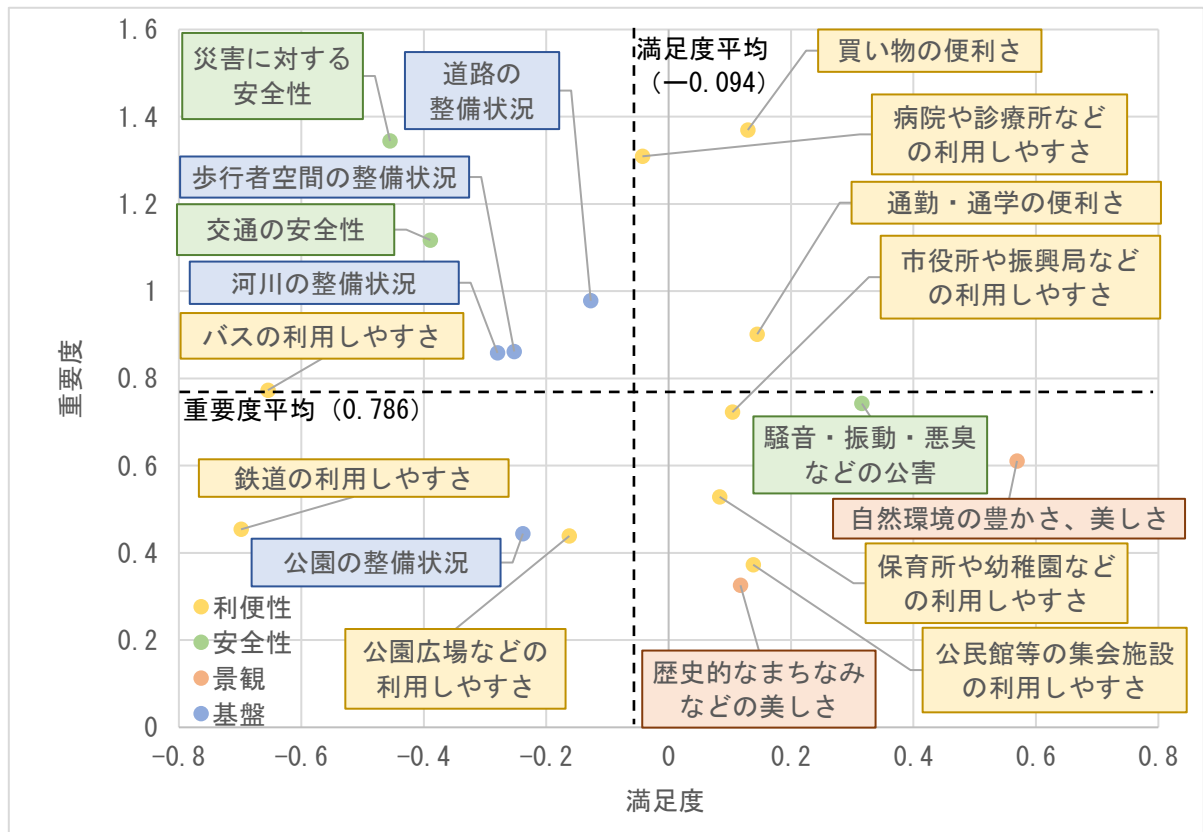 1.6
1.4
1.2
1
0.8
0.6
0.4
0.2
0
重要度
災害に対する
安全性
道路の
整備状況
歩行者空間の整備状況
交通の安全性
河川の整備状況
バスの利用しやすさ
満足度平均
（—0.094）
買い物の便利さ
病院や診療所など
の利用しやすさ
通勤・通学の便利さ
市役所や振興局など
の利用しやすさ
重要度平均（0.786）
鉄道の利用しやすさ
公園の整備状況
公園広場などの
利用しやすさ
騒音・振動・悪臭
などの公害
自然環境の豊かさ、美しさ
保育所や幼稚園など
の利用しやすさ
公民館等の集会施設
の利用しやすさ
歴史的なまちなみ
などの美しさ
利便性
安全性
景観
基盤
-0.8 -0.6 -0.4 -0.2 0 0.2 0.4 0.6 0.8
満足度